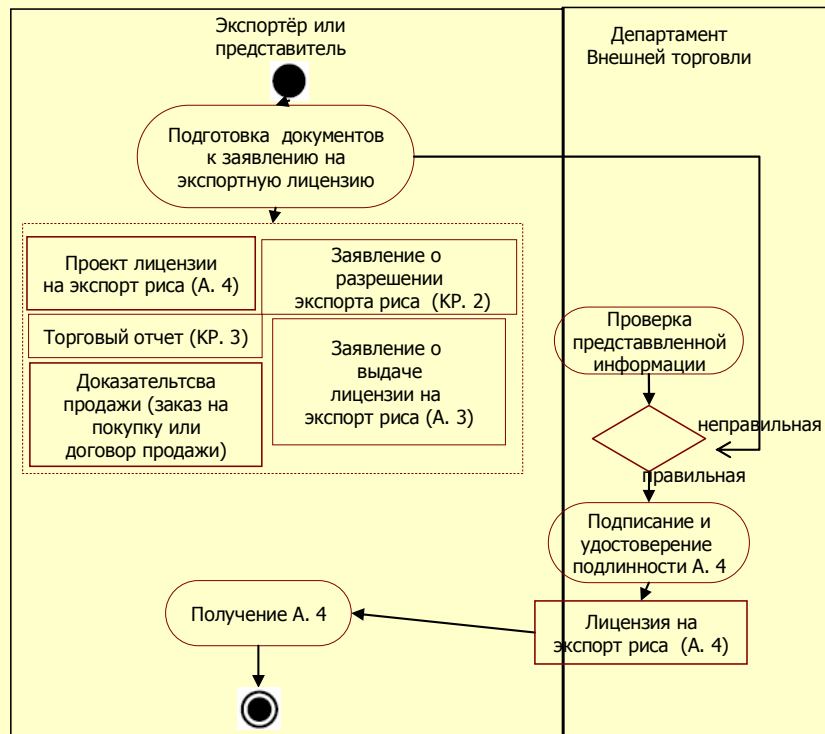 Экспортёр или
представитель
Департамент
Внешней торговли
Подготовка документов
к заявлению на
экспортную лицензию
Проект лицензии
на экспорт риса (А. 4)
Заявление о
разрешении
экспорта риса (КР. 2)
Торговый отчет (КР. 3)
Заявление о
выдаче
лицензии на
экспорт риса (А. 3)
Доказательтсва
продажи (заказ на
покупку или
договор продажи)
Проверка
представвленной
информации
неправильная
правильная
Подписание и
удостоверение
подлинности А. 4
Лицензия на
экспорт риса (А. 4)
Получение А. 4